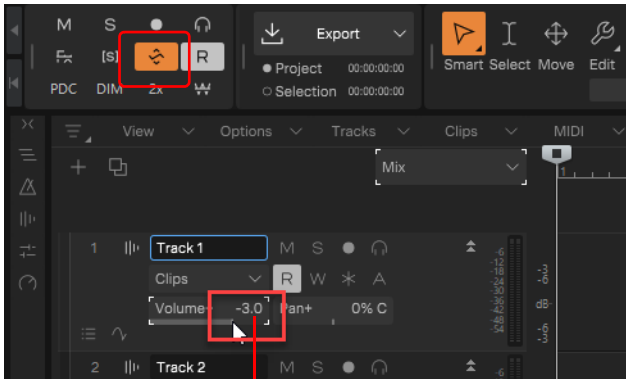 M S
Export
[S] R
Project 00:00:00:00
Smart Select Move Edit
PDC DIM 2x
Selection 00:00:00:00
View Options Tracks Clips MIDI
Mix
1
1 Track 1 M S
Clips R W A
Volume+ -3.0 Pan+ 0% C
-6
-12
-18
-24
-30
-36
-42
-48
-54
-3
-6
dB-
-6
-3
2 Track 2 M S
-6